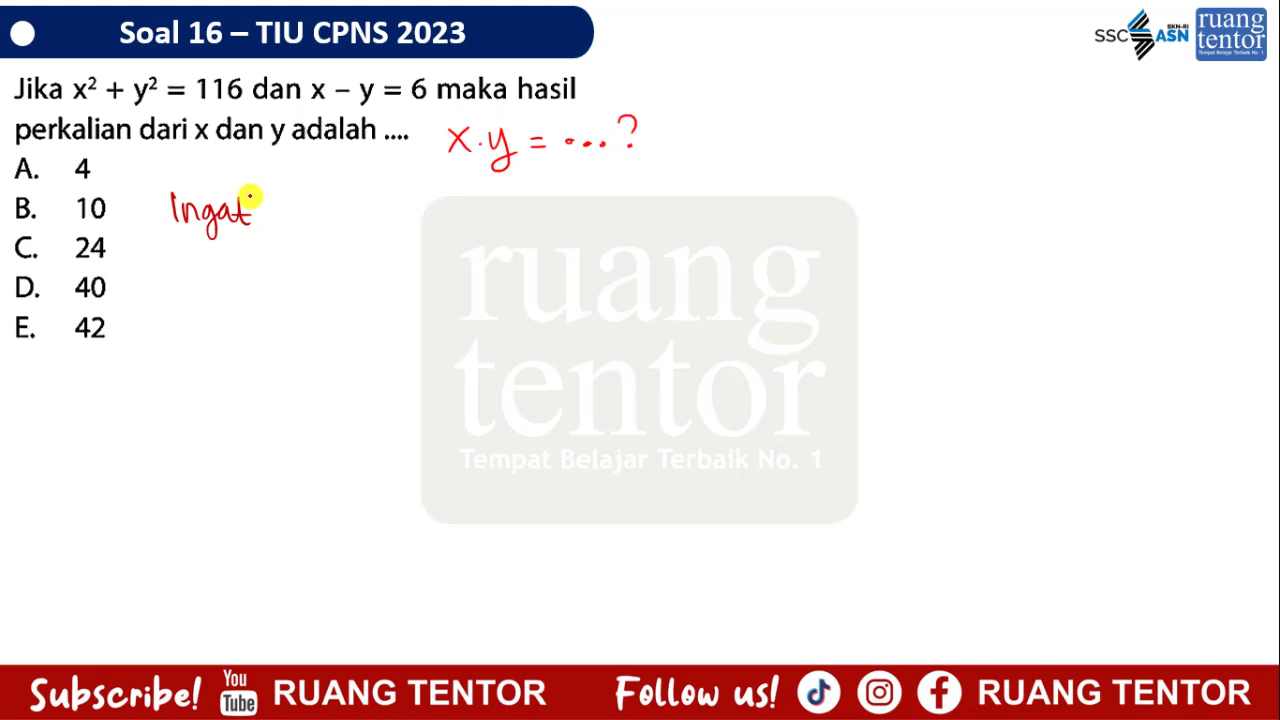 Soal 16 – TIU CPNS 2023
SSC BKN-RI ASN
ruang tentor
Tempat Belajar Terbaik No. 1
Jika x² + y² = 116 dan x – y = 6 maka hasil
perkalian dari x dan y adalah ....
x.y = ...?
A. 4
B. 10
Ingat
C. 24
D. 40
E. 42
ruang
tentor
Tempat Belajar Terbaik No. 1
Subscribe! You Tube RUANG TENTOR Follow us! RUANG TENTOR